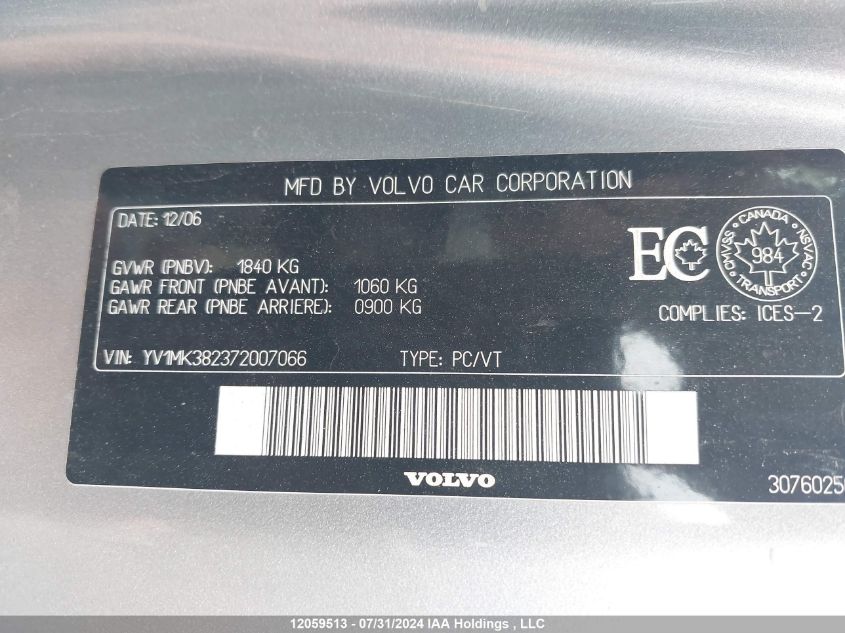 MFD BY VOLVO CAR CORPORATION
DATE: 12/06
EC
CANADA
CMVSS
984
NSVAC
TRANSPORT
GVWR (PNBV): 1840 KG
GAWR FRONT (PNBE AVANT): 1060 KG
GAWR REAR (PNBE ARRIERE): 0900 KG
COMPLIES: ICES-2
VIN: YV1MK382372007066 TYPE: PC/VT
VOLVO
12059513 - 07/31/2024 IAA Holdings , LLC